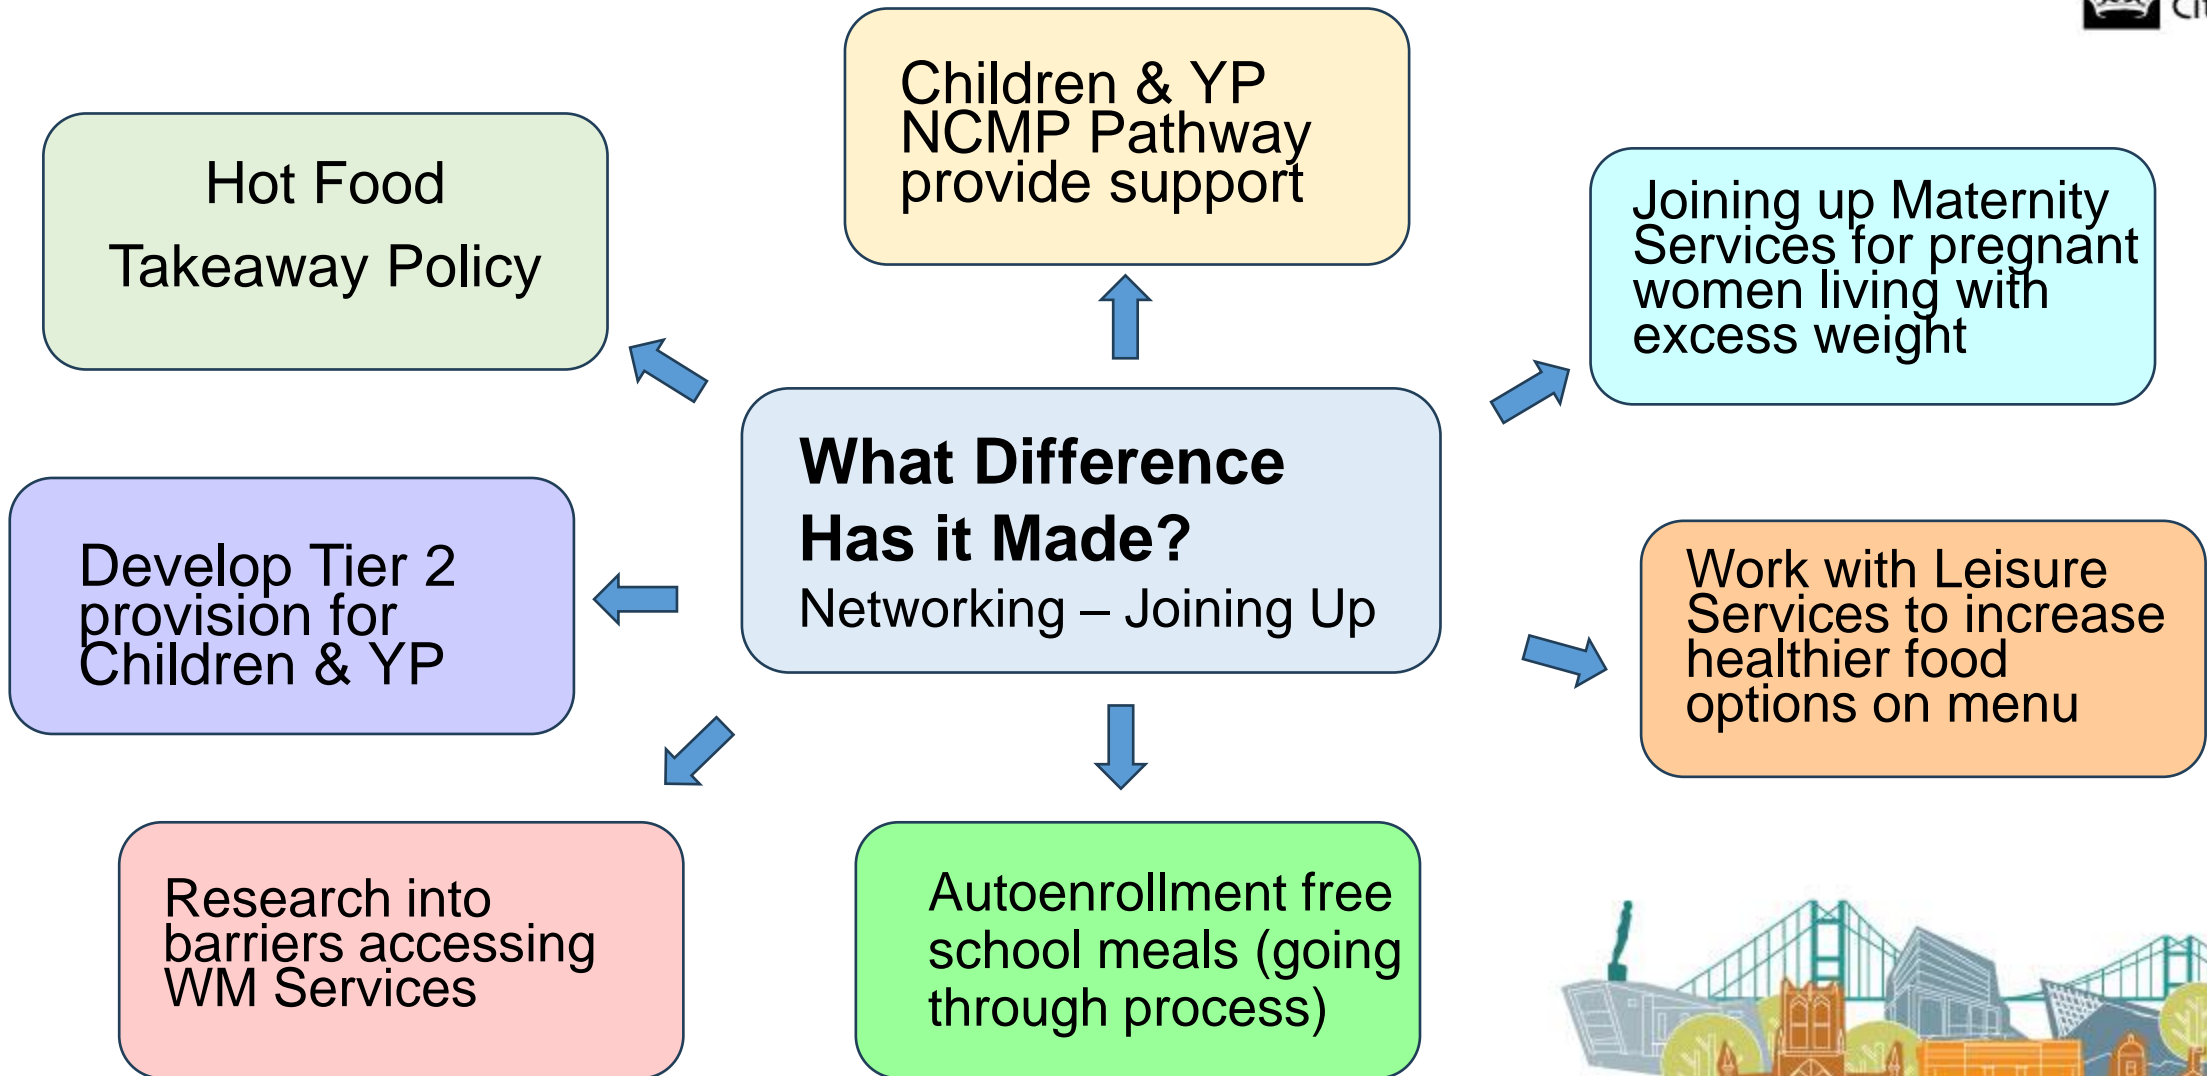 Children & YP
NCMP Pathway
provide support
Hot Food
Takeaway Policy
Joining up Maternity
Services for pregnant
women living with
excess weight
What Difference
Has it Made?
Networking – Joining Up
Develop Tier 2
provision for
Children & YP
Work with Leisure
Services to increase
healthier food
options on menu
Research into
barriers accessing
WM Services
Autoenrollment free
school meals (going
through process)